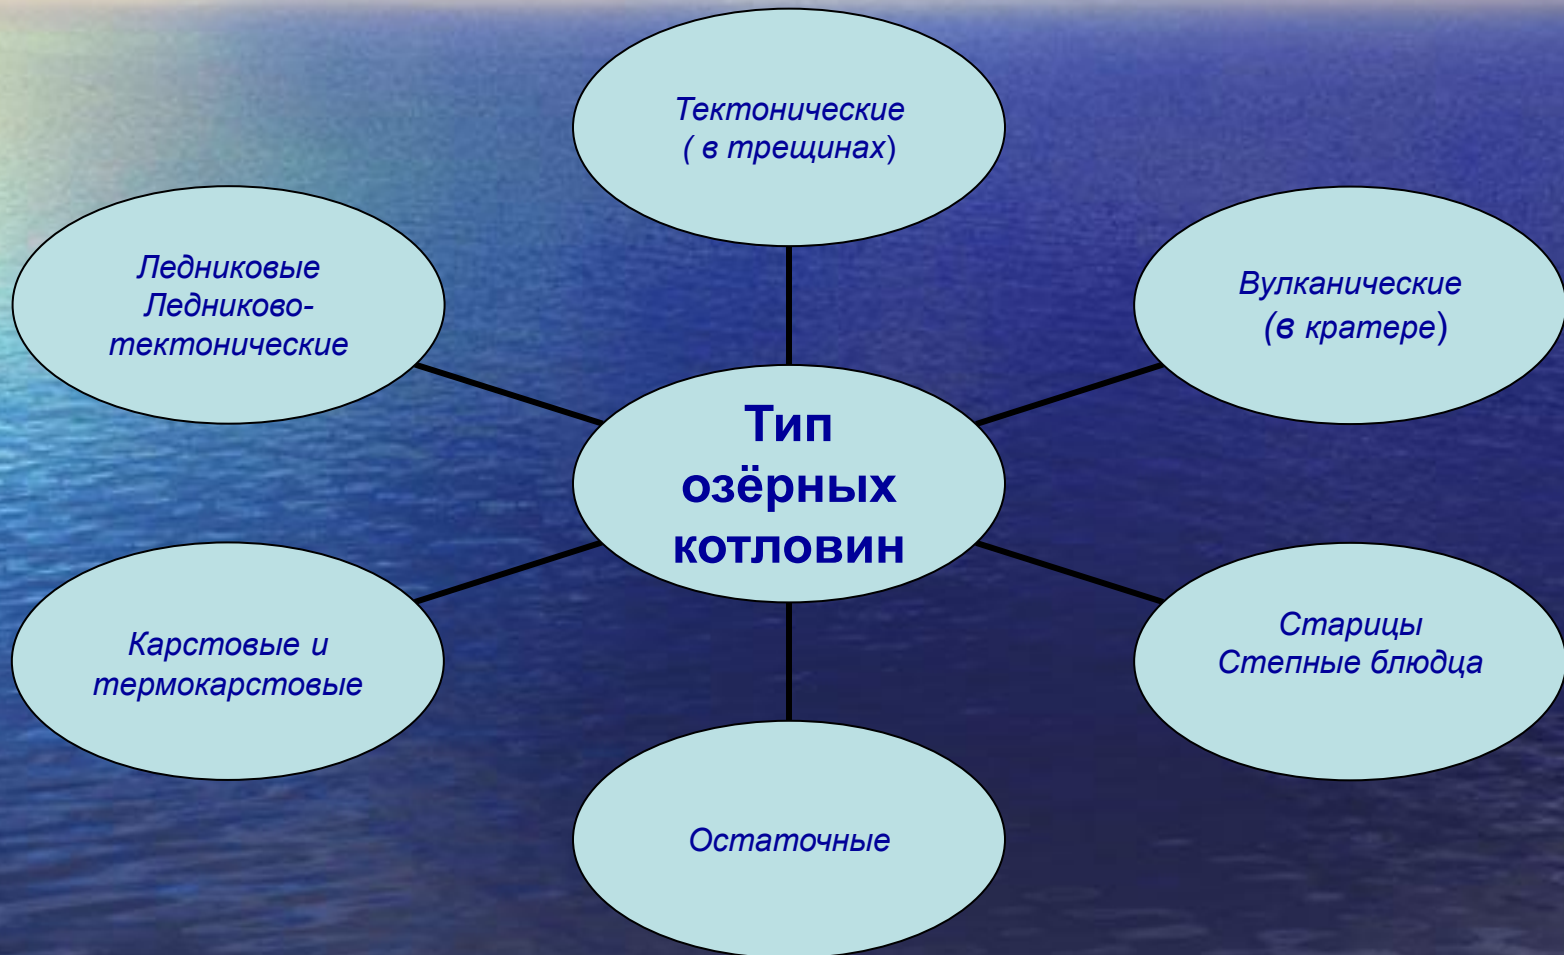 Тектонические
( в трещинах)
Ледниковые
Ледниково-
тектонические
Вулканические
(в кратере)
Тип
озёрных
котловин
Карстовые и
термокарстовые
Старицы
Степные блюдца
Остаточные